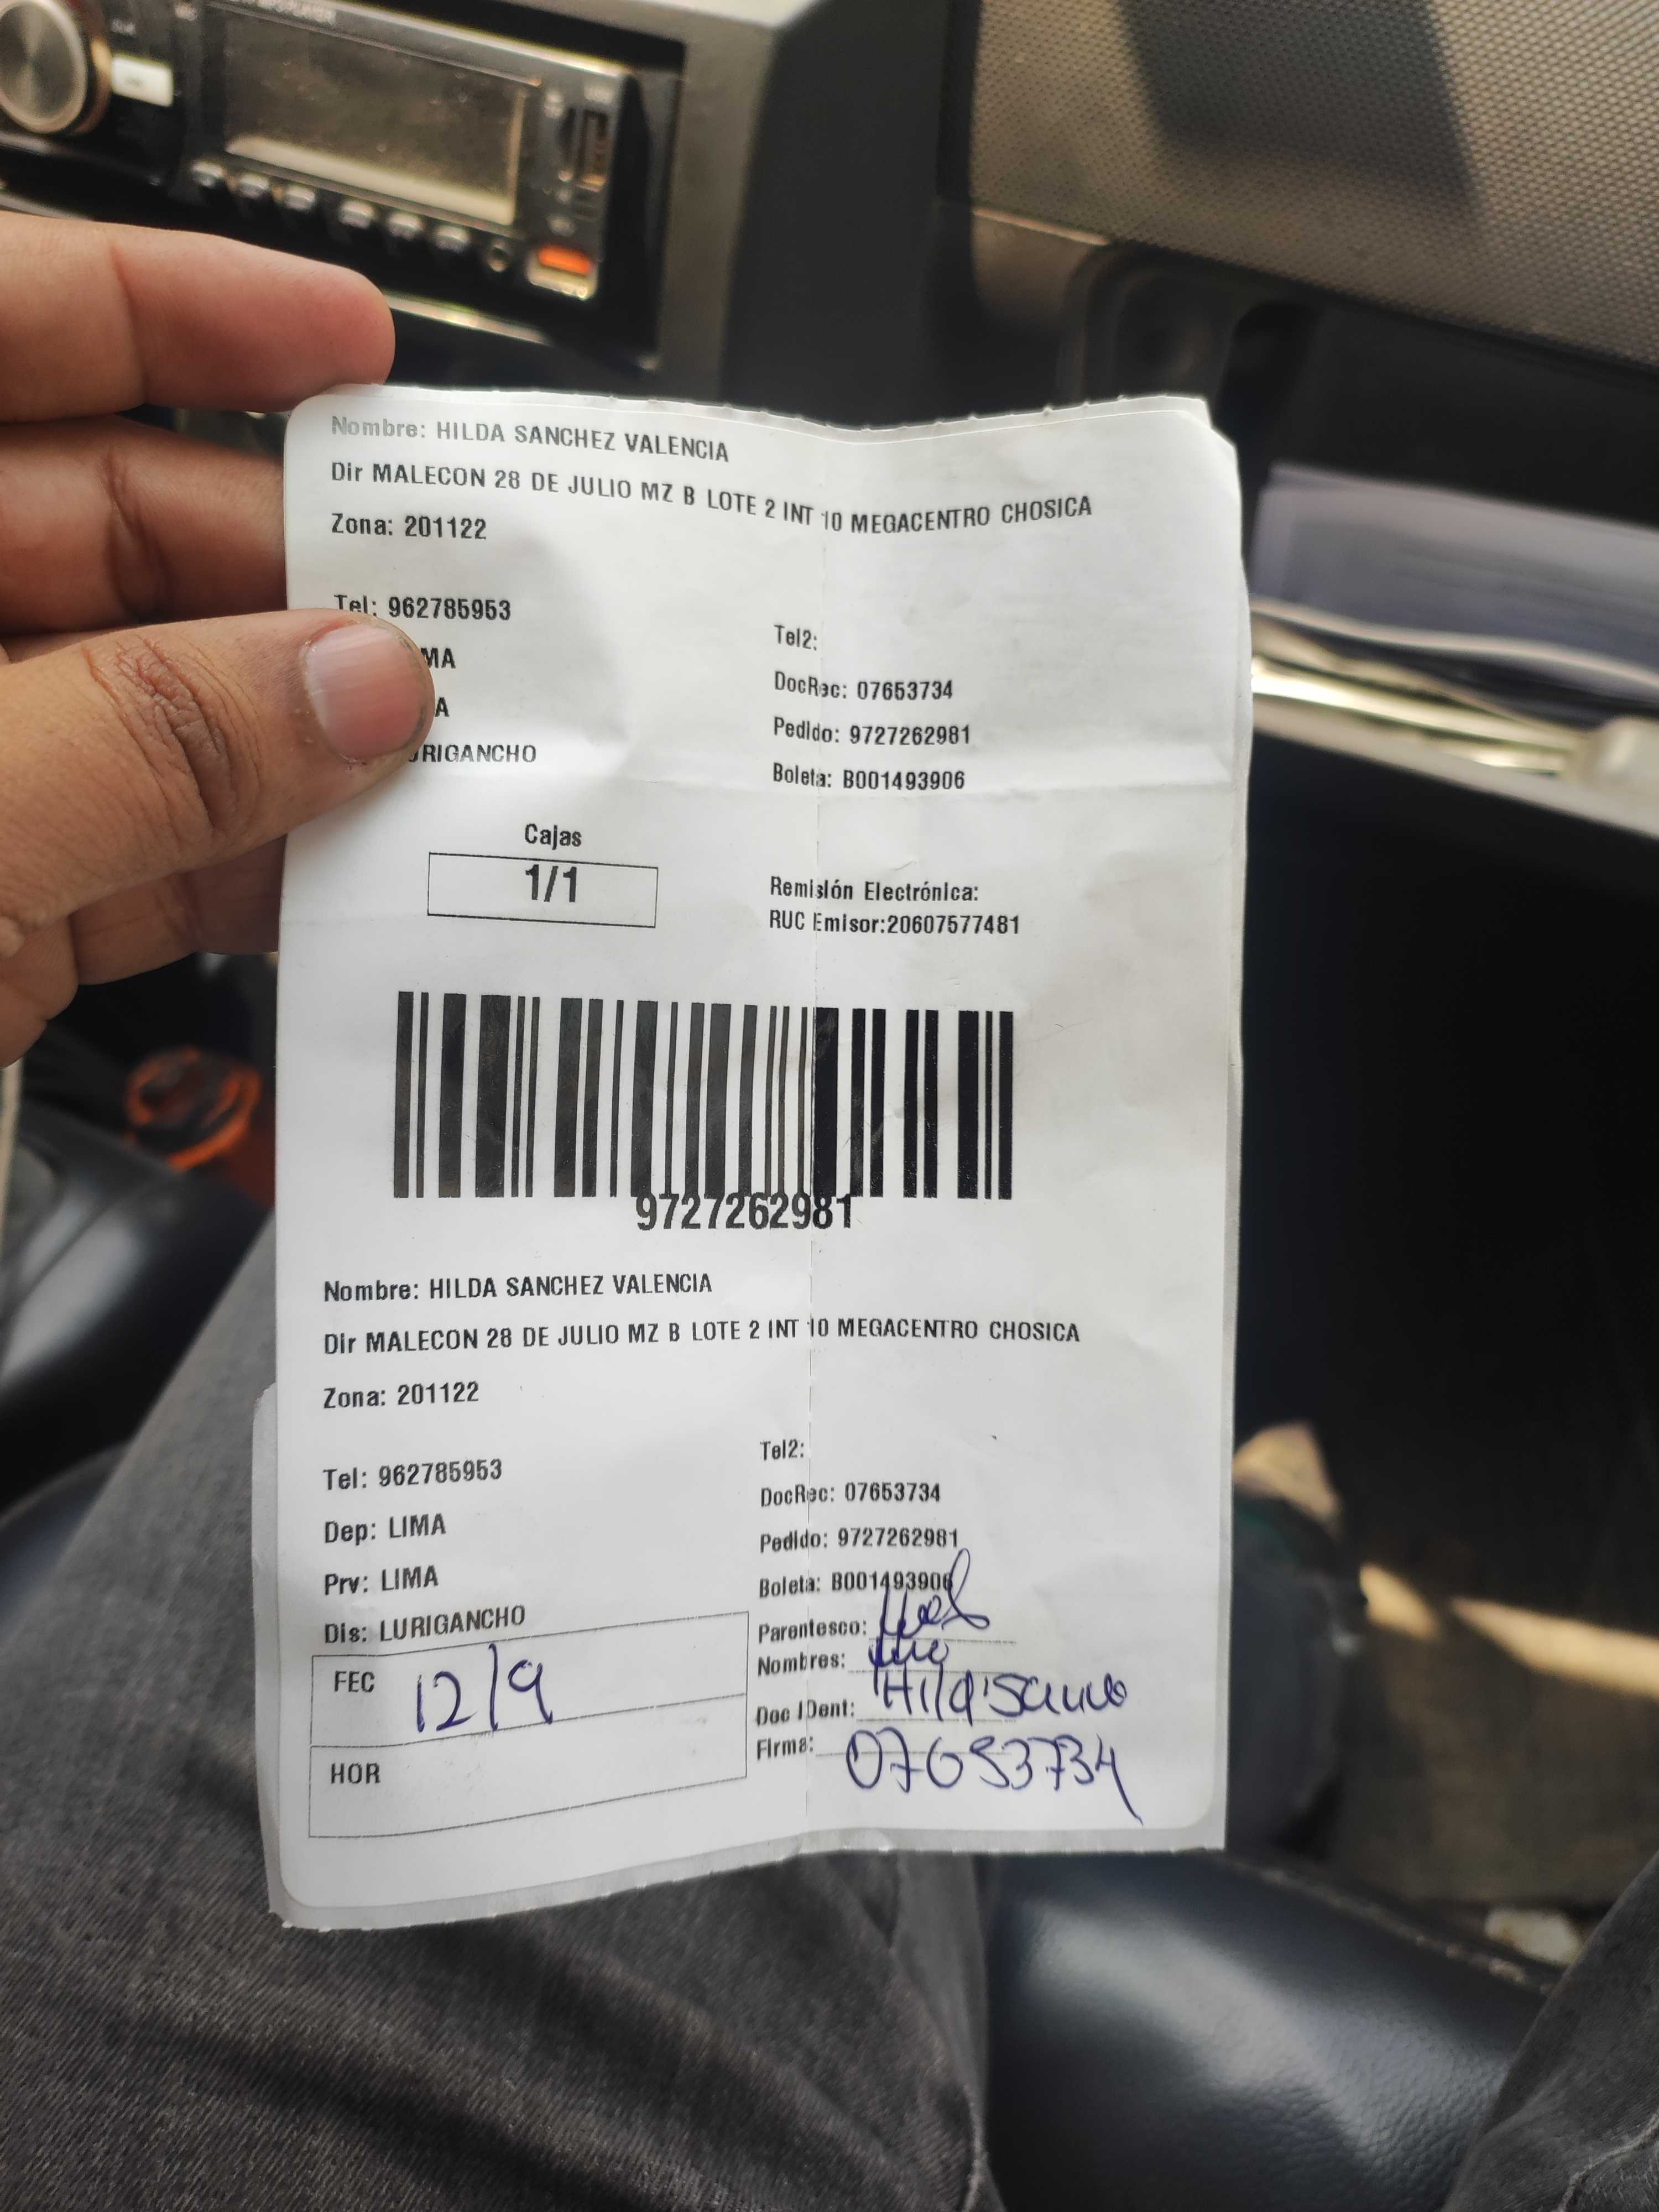 Nombre: HILDA SANCHEZ VALENCIA
Dir MALECON 28 DE JULIO MZ B LOTE 2 INT 10 MEGACENTRO CHOSICA
Zona: 201122
Tel: 962785953
Tel2:
DocRec: 07653734
Pedido: 9727262981
URIGANCHO
Boleta: B001493906
Cajas
1/1
Remisión Electrónica:
RUC Emisor:20607577481
9727262981
Nombre: HILDA SANCHEZ VALENCIA
Dir MALECON 28 DE JULIO MZ B LOTE 2 INT 10 MEGACENTRO CHOSICA
Zona: 201122
Tel: 962785953
Dep: LIMA
Prv: LIMA
Dis: LURIGANCHO
Tel2:
DocRec: 07653734
Pedido: 9727262981
Boleta: B001493906
Parentesco:
Nombres:
Doc IDent:
Firma: 07653734
FEC 12/9
HOR